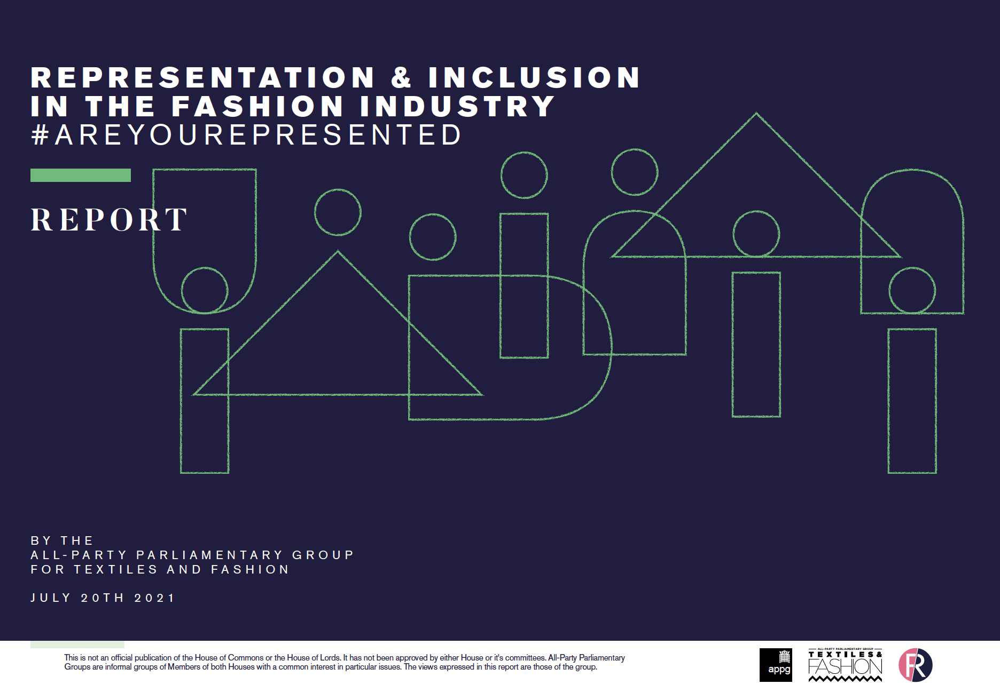 REPRESENTATION & INCLUSION
IN THE FASHION INDUSTRY
#AREYOUREPRESENTED
REPORT
BY THE
ALL-PARTY PARLIAMENTARY GROUP
FOR TEXTILES AND FASHION
JULY 20TH 2021
This is not an official publication of the House of Commons or the House of Lords. It has not been approved by either House or it's committees. All-Party Parliamentary
Groups are informal groups of Members of both Houses with a common interest in particular issues. The views expressed in this report are those of the group.
appg
ALL-PARTY PARLIAMENTARY GROUP
TEXTILES &
FASHION
FR